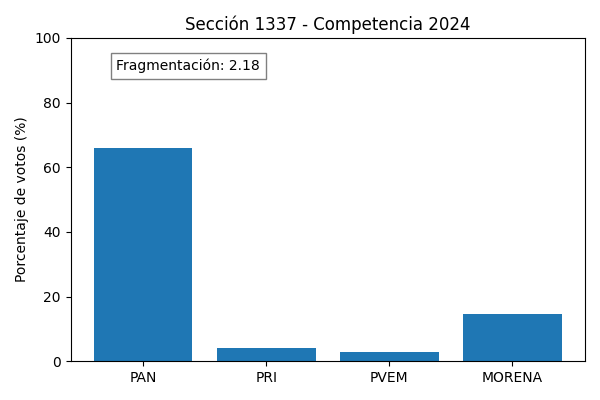 Sección 1337 - Competencia 2024
Fragmentación: 2.18
Porcentaje de votos (%)
100
80
60
40
20
0
PAN PRI PVEM MORENA